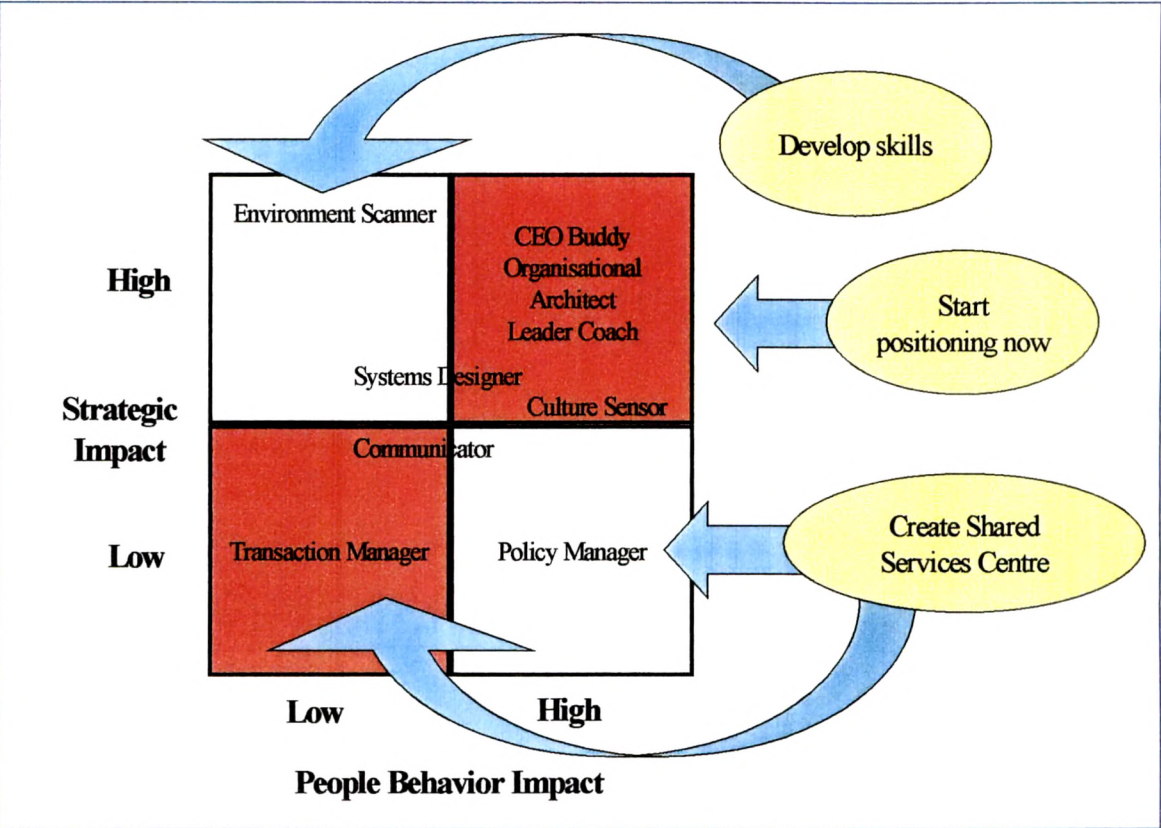 Develop skills
Environment Scanner
CEO Buddy
Organisational
Architect
Leader Coach
High
Start
positioning now
Systems Designer
Culture Sensor
Strategic
Impact
Communicator
Low
Transaction Manager
Policy Manager
Create Shared
Services Centre
Low
High
People Behavior Impact